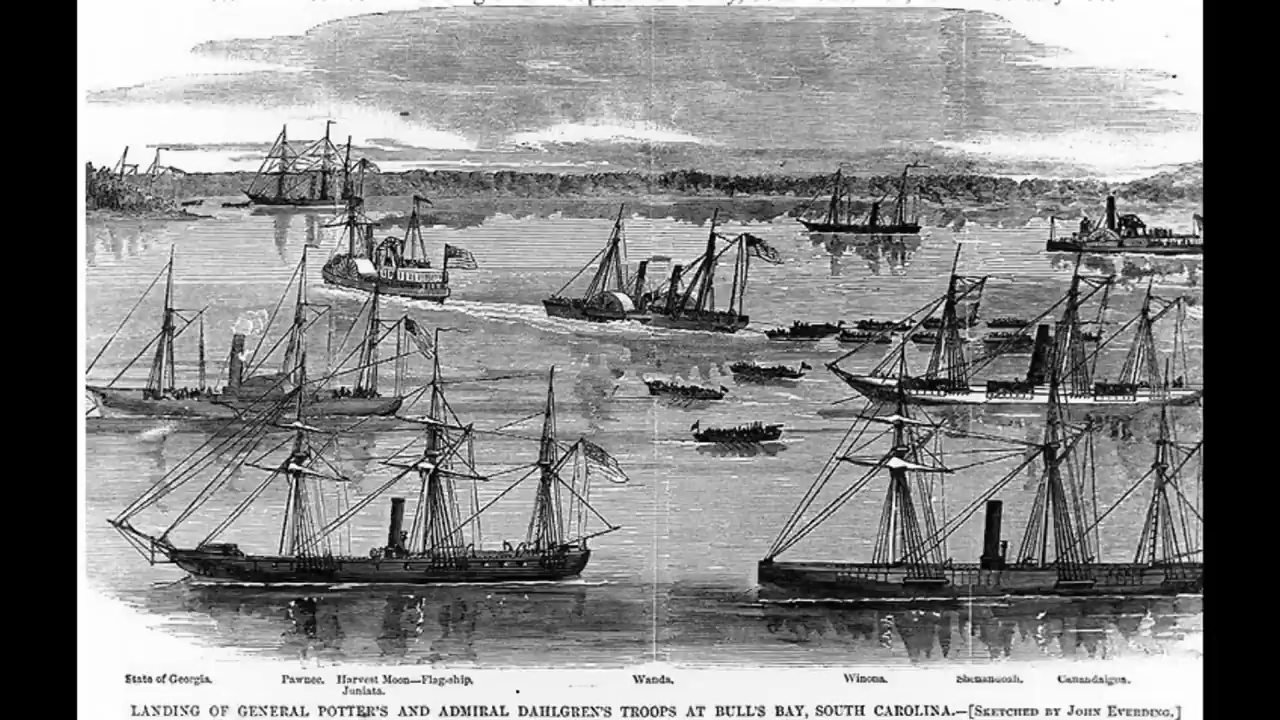 State of Georgia. Pawnee. Harvest Moon—Flag-ship. Wanda. Winona. Shenandoah. Canandaigua.
Juniata.
LANDING OF GENERAL POTTER'S AND ADMIRAL DAHLGREN'S TROOPS AT BULL'S BAY, SOUTH CAROLINA.—[Sketched by John Everding.]